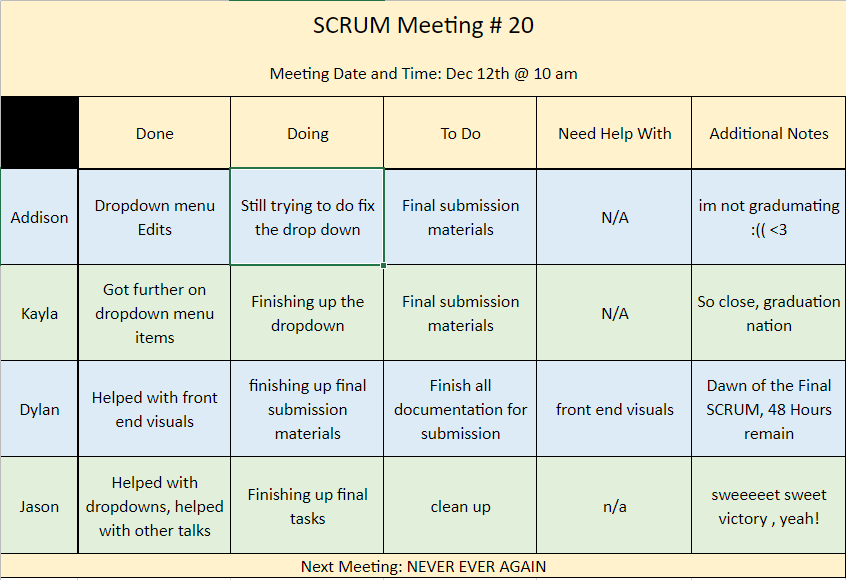 SCRUM Meeting # 20
Meeting Date and Time: Dec 12th @ 10 am
Done
Doing
To Do
Need Help With
Additional Notes
Addison
Dropdown menu
Edits
Still trying to do fix
the drop down
Final submission
materials
N/A
im not gradumating
:(( <3
Kayla
Got further on
dropdown menu
items
Finishing up the
dropdown
Final submission
materials
N/A
So close, graduation
nation
Dylan
Helped with front
end visuals
finishing up final
submission
materials
Finish all
documentation for
submission
front end visuals
Dawn of the Final
SCRUM, 48 Hours
remain
Jason
Helped with
dropdowns, helped
with other talks
Finishing up final
tasks
clean up
n/a
sweeeeet sweet
victory , yeah!
Next Meeting: NEVER EVER AGAIN